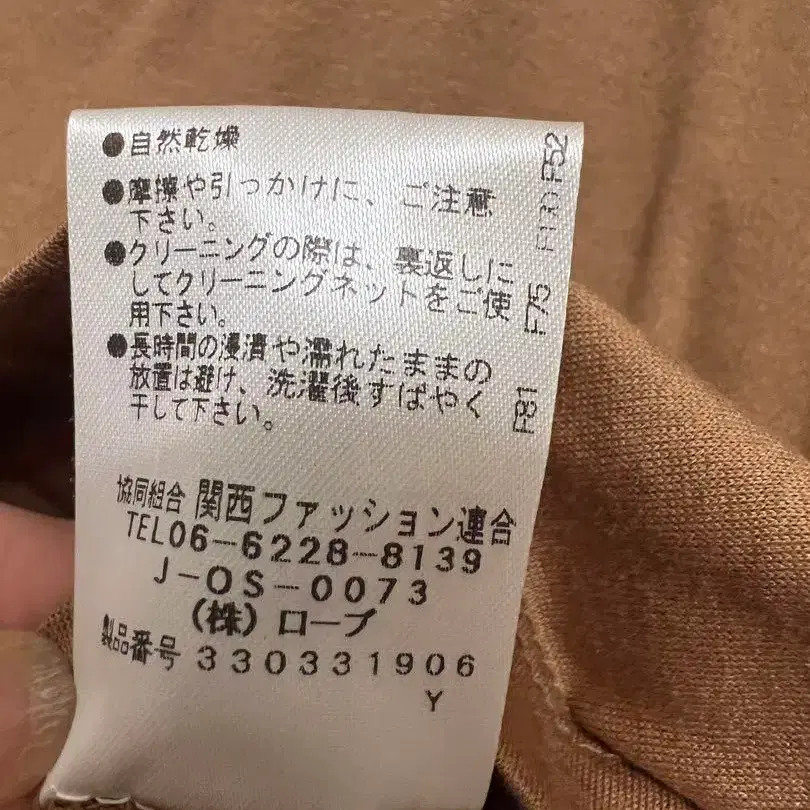 ●自然乾燥
●摩擦や引っかけに、ご注意
下さい。
●クリーニングの際は、裏返しに
してクリーニングネットをご使
用下さい。
●長時間の浸漬や濡れたままの
放置は避け、洗濯後すばやく
干して下さい。
協同組合 関西ファッション連合
TEL06-6228-8139
J-OS-0073
(株)ロープ
製品番号 330331906
Y
F52
F75
F81